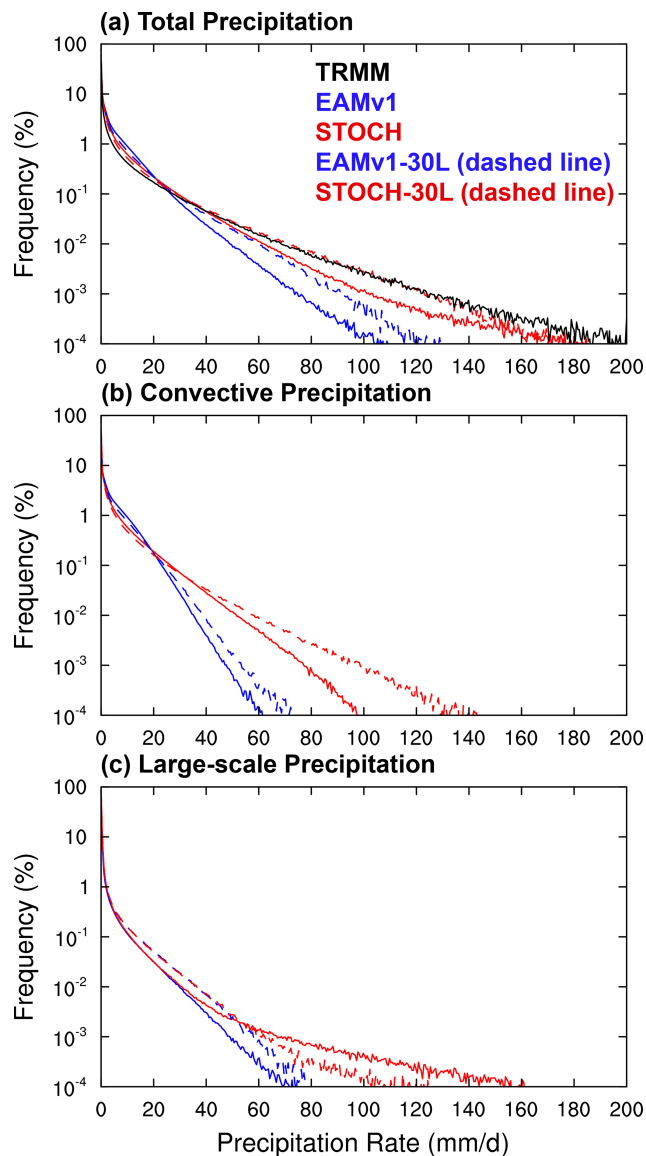 (a) Total Precipitation
100
10
1
10⁻¹
10⁻²
10⁻³
10⁻⁴
Frequency (%)
TRMM
EAMv1
STOCH
EAMv1-30L (dashed line)
STOCH-30L (dashed line)
0 20 40 60 80 100 120 140 160 180 200
(b) Convective Precipitation
100
10
1
10⁻¹
10⁻²
10⁻³
10⁻⁴
Frequency (%)
0 20 40 60 80 100 120 140 160 180 200
(c) Large-scale Precipitation
100
10
1
10⁻¹
10⁻²
10⁻³
10⁻⁴
Frequency (%)
0 20 40 60 80 100 120 140 160 180 200
Precipitation Rate (mm/d)